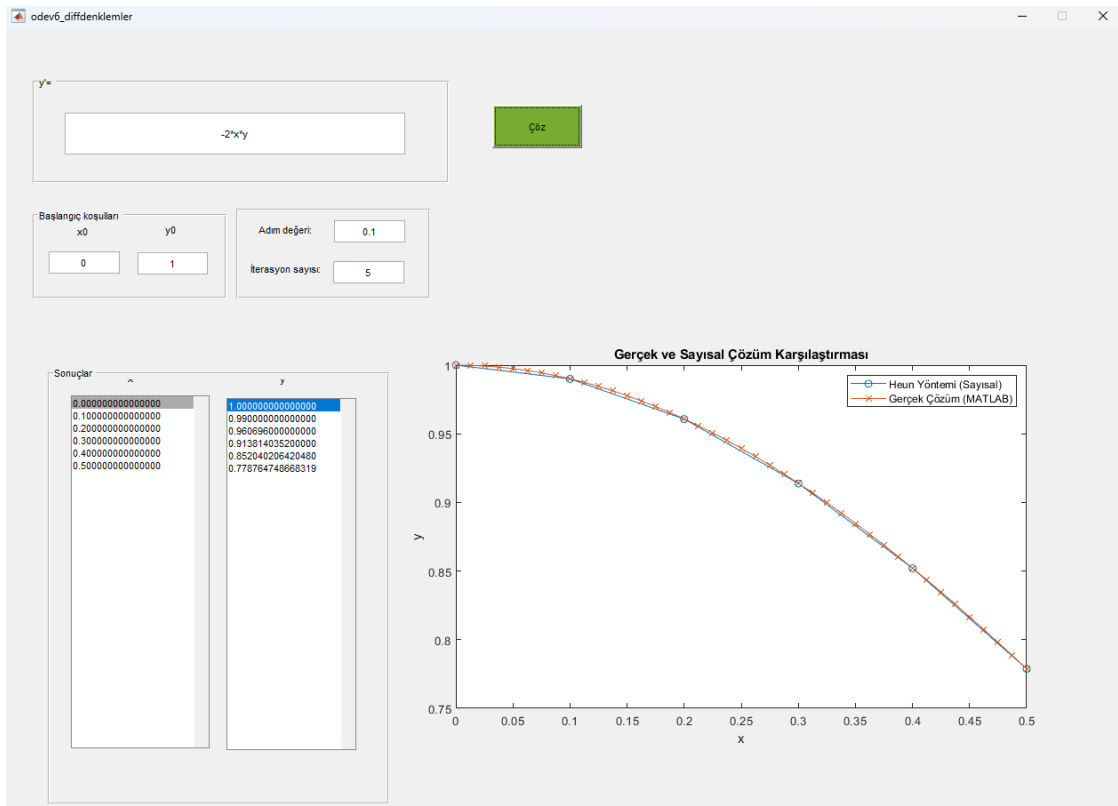 odev6_diffdenklemler
y'=
-2*x*y
Çöz
Başlangıç koşulları
x0 y0
0 1
Adım değeri: 0.1
İterasyon sayısı: 5
Sonuçlar
^ y
0.000000000000000 1.000000000000000
0.100000000000000 0.990000000000000
0.200000000000000 0.960696000000000
0.300000000000000 0.913814035200000
0.400000000000000 0.852040206420480
0.500000000000000 0.778764748668319
Gerçek ve Sayısal Çözüm Karşılaştırması
Heun Yöntemi (Sayısal)
Gerçek Çözüm (MATLAB)
1
0.95
0.9
0.85
0.8
0.75
y
0 0.05 0.1 0.15 0.2 0.25 0.3 0.35 0.4 0.45 0.5
x